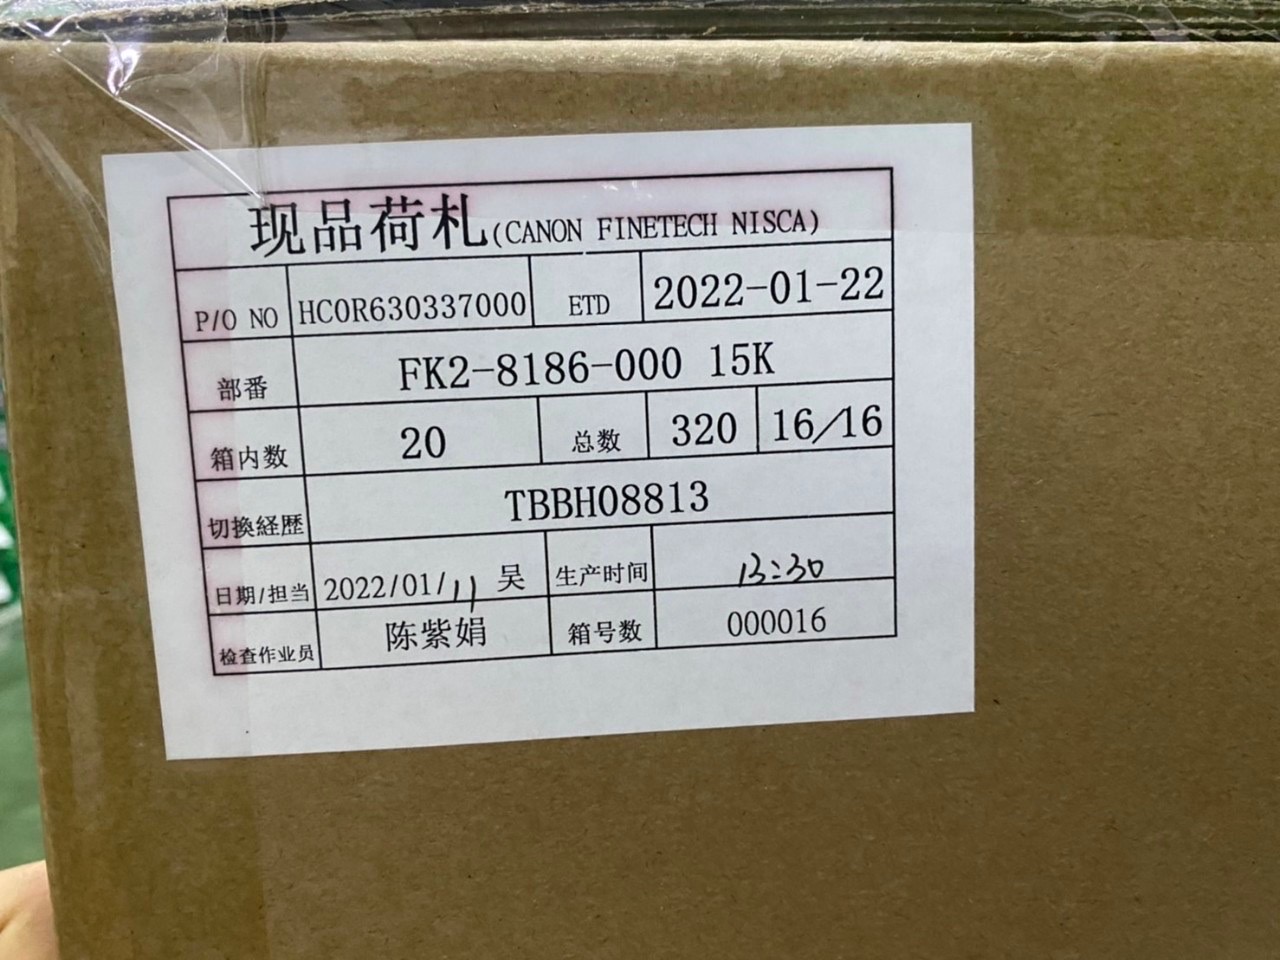 现品荷札(CANON FINETECH NISCA)
P/O NO HC0R630337000 ETD 2022-01-22
部番 FK2-8186-000 15K
箱内数 20 总数 320 16/16
切換経歴 TBBH08813
日期/担当 2022/01/11 吴 生产时间 13:30
检查作业员 陈紫娟 箱号数 000016